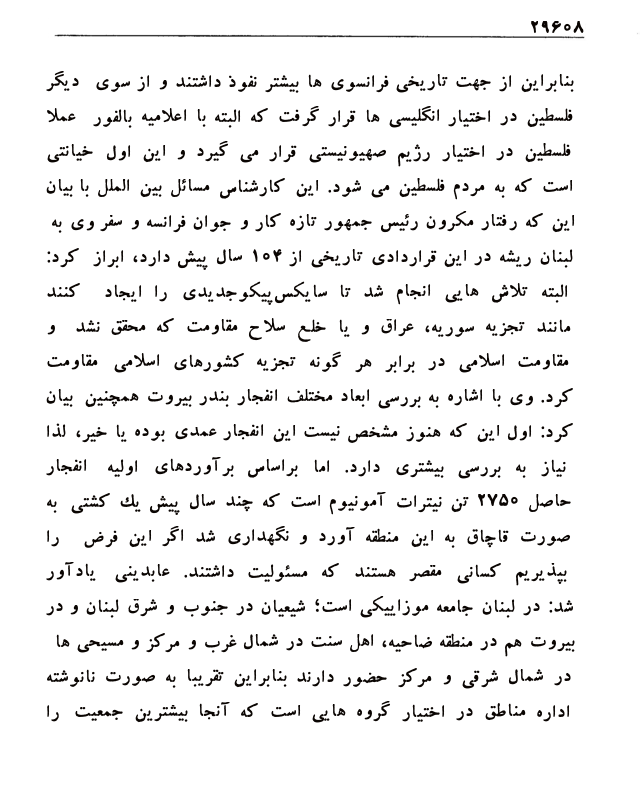 ۲۹۶۰۸
بنابراین از جهت تاریخی فرانسوی ها بیشتر نفوذ داشتند و از سوی دیگر
فلسطین در اختیار انگلیسی ها قرار گرفت که البته با اعلامیه بالفور عملا
فلسطین در اختیار رژیم صهیونیستی قرار می گیرد و این اول خیانتی
است که به مردم فلسطین می شود. این کارشناس مسائل بین الملل با بیان
این که رفتار مکرون رئیس جمهور تازه کار و جوان فرانسه و سفر وی به
لبنان ریشه در این قراردادی تاریخی از ۱۰۴ سال پیش دارد، ابراز کرد:
البته تلاش هایی انجام شد تا سایکس‌پیکوجدیدی را ایجاد کنند
مانند تجزیه سوریه، عراق و یا خلع سلاح مقاومت که محقق نشد و
مقاومت اسلامی در برابر هر گونه تجزیه کشورهای اسلامی مقاومت
کرد. وی با اشاره به بررسی ابعاد مختلف انفجار بندر بیروت همچنین بیان
کرد: اول این که هنوز مشخص نیست این انفجار عمدی بوده یا خیر، لذا
نیاز به بررسی بیشتری دارد. اما براساس برآوردهای اولیه انفجار
حاصل ۲۷۵۰ تن نیترات آمونیوم است که چند سال پیش یك کشتی به
صورت قاچاق به این منطقه آورد و نگهداری شد اگر این فرض را
بپذیریم کسانی مقصر هستند که مسئولیت داشتند. عابدینی یادآور
شد: در لبنان جامعه موزاییکی است؛ شیعیان در جنوب و شرق لبنان و در
بیروت هم در منطقه ضاحیه، اهل سنت در شمال غرب و مرکز و مسیحی ها
در شمال شرقی و مرکز حضور دارند بنابراین تقریبا به صورت نانوشته
اداره مناطق در اختیار گروه هایی است که آنجا بیشترین جمعیت را